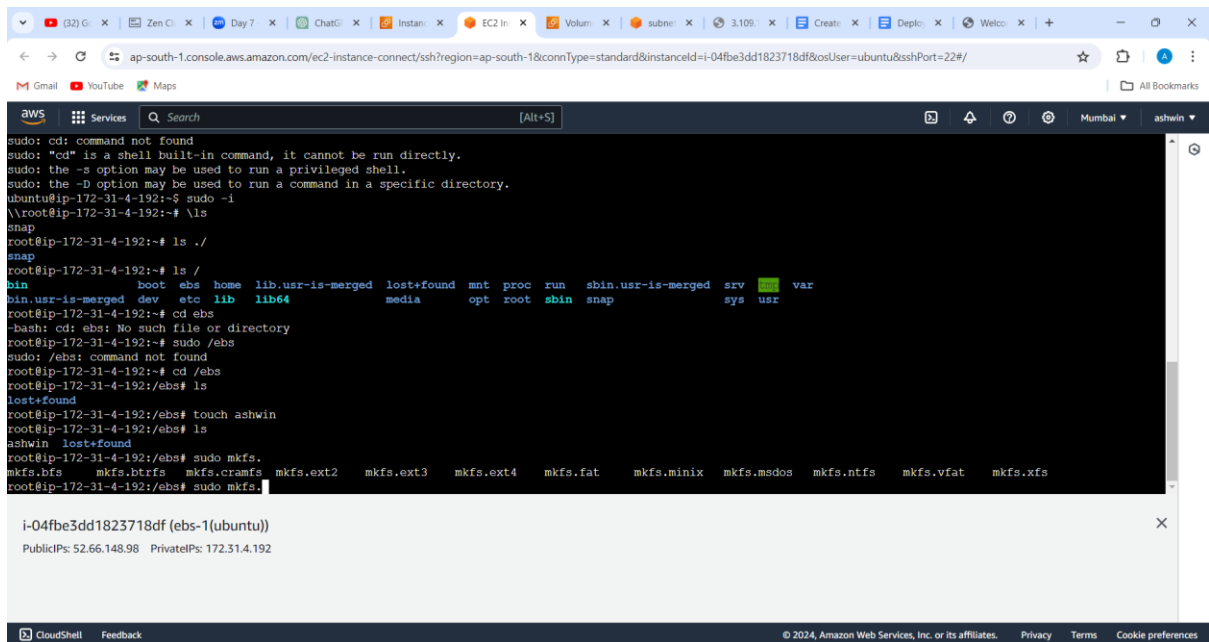 (32) Gc
Zen Cl
Day 7
ChatG
Instanc
EC2 In
Volum
subnet
3.109.
Create
Deploy
Welco
ap-south-1.console.aws.amazon.com/ec2-instance-connect/ssh?region=ap-south-1&connType=standard&instanceId=i-04fbe3dd1823718df&osUser=ubuntu&sshPort=22#/
A
Gmail YouTube Maps All Bookmarks
aws Services Search [Alt+S] Mumbai ashwin
sudo: cd: command not found
sudo: "cd" is a shell built-in command, it cannot be run directly.
sudo: the -s option may be used to run a privileged shell.
sudo: the -D option may be used to run a command in a specific directory.
ubuntu@ip-172-31-4-192:~$ sudo -i
\\root@ip-172-31-4-192:~# \ls
snap
root@ip-172-31-4-192:~# ls ./
snap
root@ip-172-31-4-192:~# ls /
bin boot ebs home lib.usr-is-merged lost+found mnt proc run sbin.usr-is-merged srv tmp var
bin.usr-is-merged dev etc lib lib64 media opt root sbin snap sys usr
root@ip-172-31-4-192:~# cd ebs
-bash: cd: ebs: No such file or directory
root@ip-172-31-4-192:~# sudo /ebs
sudo: /ebs: command not found
root@ip-172-31-4-192:~# cd /ebs
root@ip-172-31-4-192:/ebs# ls
lost+found
root@ip-172-31-4-192:/ebs# touch ashwin
root@ip-172-31-4-192:/ebs# ls
ashwin lost+found
root@ip-172-31-4-192:/ebs# sudo mkfs.
mkfs.bfs mkfs.btrfs mkfs.cramfs mkfs.ext2 mkfs.ext3 mkfs.ext4 mkfs.fat mkfs.minix mkfs.msdos mkfs.ntfs mkfs.vfat mkfs.xfs
root@ip-172-31-4-192:/ebs# sudo mkfs.
i-04fbe3dd1823718df (ebs-1(ubuntu))
PublicIPs: 52.66.148.98 PrivateIPs: 172.31.4.192
CloudShell Feedback © 2024, Amazon Web Services, Inc. or its affiliates. Privacy Terms Cookie preferences